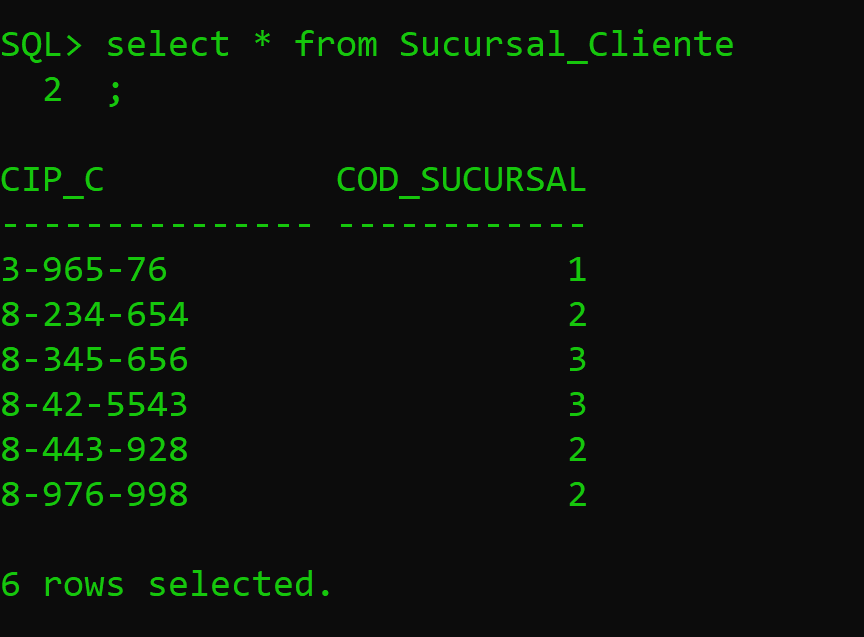 SQL> select * from Sucursal_Cliente
  2  ;
CIP_C           COD_SUCURSAL
--------------- ------------
3-965-76                   1
8-234-654                  2
8-345-656                  3
8-42-5543                  3
8-443-928                  2
8-976-998                  2
6 rows selected.